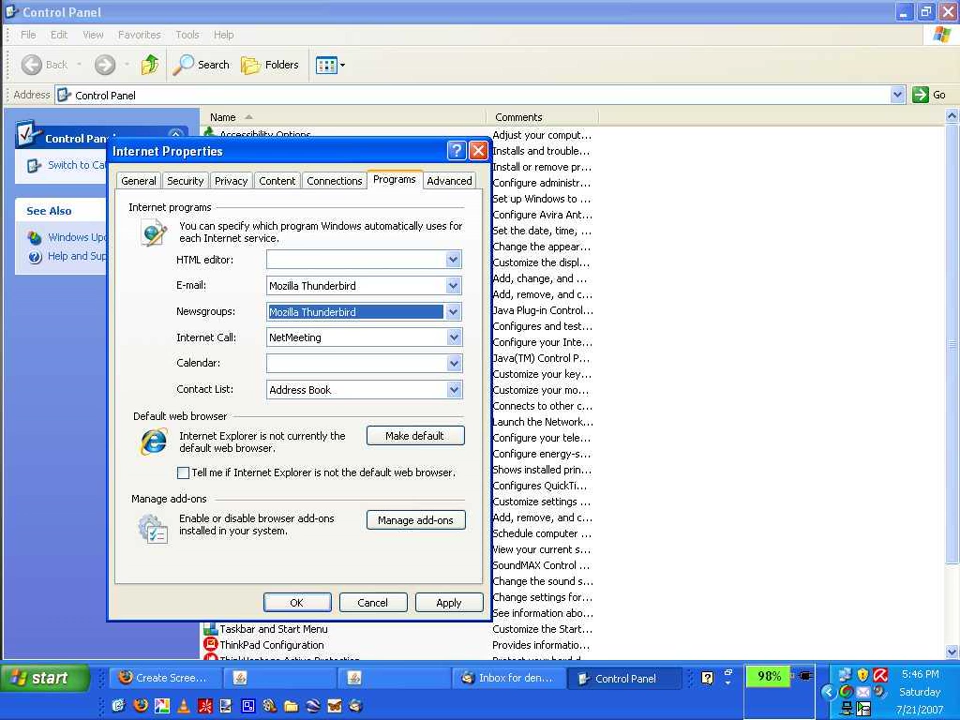 Control Panel
File Edit View Favorites Tools Help
Back Search Folders
Address Control Panel Go
Name Comments
Control Pan
Switch to Cat
See Also
Windows Upd
Help and Sup
Accessibility Options
Internet Properties
General Security Privacy Content Connections Programs Advanced
Internet programs
You can specify which program Windows automatically uses for
each Internet service.
HTML editor:
E-mail: Mozilla Thunderbird
Newsgroups: Mozilla Thunderbird
Internet Call: NetMeeting
Calendar:
Contact List: Address Book
Default web browser
Internet Explorer is not currently the
default web browser.
Make default
Tell me if Internet Explorer is not the default web browser.
Manage add-ons
Enable or disable browser add-ons
installed in your system.
Manage add-ons
OK Cancel Apply
Adjust your comput...
Installs and trouble...
Install or remove pr...
Configure administr...
Set up Windows to ...
Configure Avira Ant...
Set the date, time, ...
Change the appear...
Customize the displ...
Add, change, and ...
Add, remove, and c...
Java Plug-in Control...
Configures and test...
Configure your Inte...
Java(TM) Control P...
Customize your key...
Customize your mo...
Connects to other c...
Launch the Network...
Configure your tele...
Configure energy-s...
Shows installed prin...
Configures QuickTi...
Customize settings ...
Add, remove, and c...
Schedule computer ...
View your current s...
SoundMAX Control ...
Change the sound s...
Change settings for...
See information abo...
Taskbar and Start Menu Customize the Start...
ThinkPad Configuration Provides informatio...
ThinkVantage Active Protection
start
Create Scree...
Inbox for den...
Control Panel
98%
5:46 PM
Saturday
7/21/2007